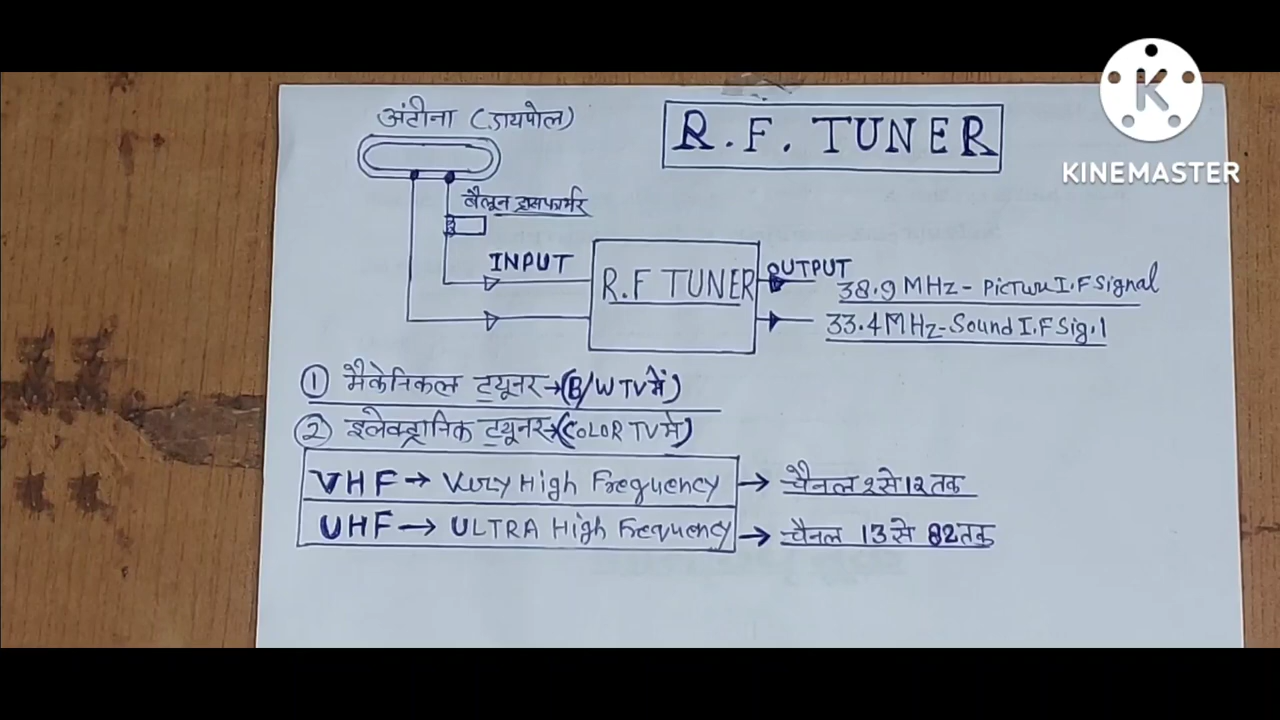 अंटीना (डायपोल)
R.F. TUNER
KINEMASTER
बैलून ट्रांसफार्मर
INPUT
R.F TUNER
OUTPUT
38.9 MHz - Picture I.F Signal
33.4 MHz - Sound I.F Sig.l
① मैकेनिकल ट्यूनर → (B/W TV में)
② इलेक्ट्रानिक ट्यूनर → (COLOR TV में)
VHF → Very High Frequency → चैनल 2 से 12 तक
UHF → ULTRA High Frequency → चैनल 13 से 82 तक